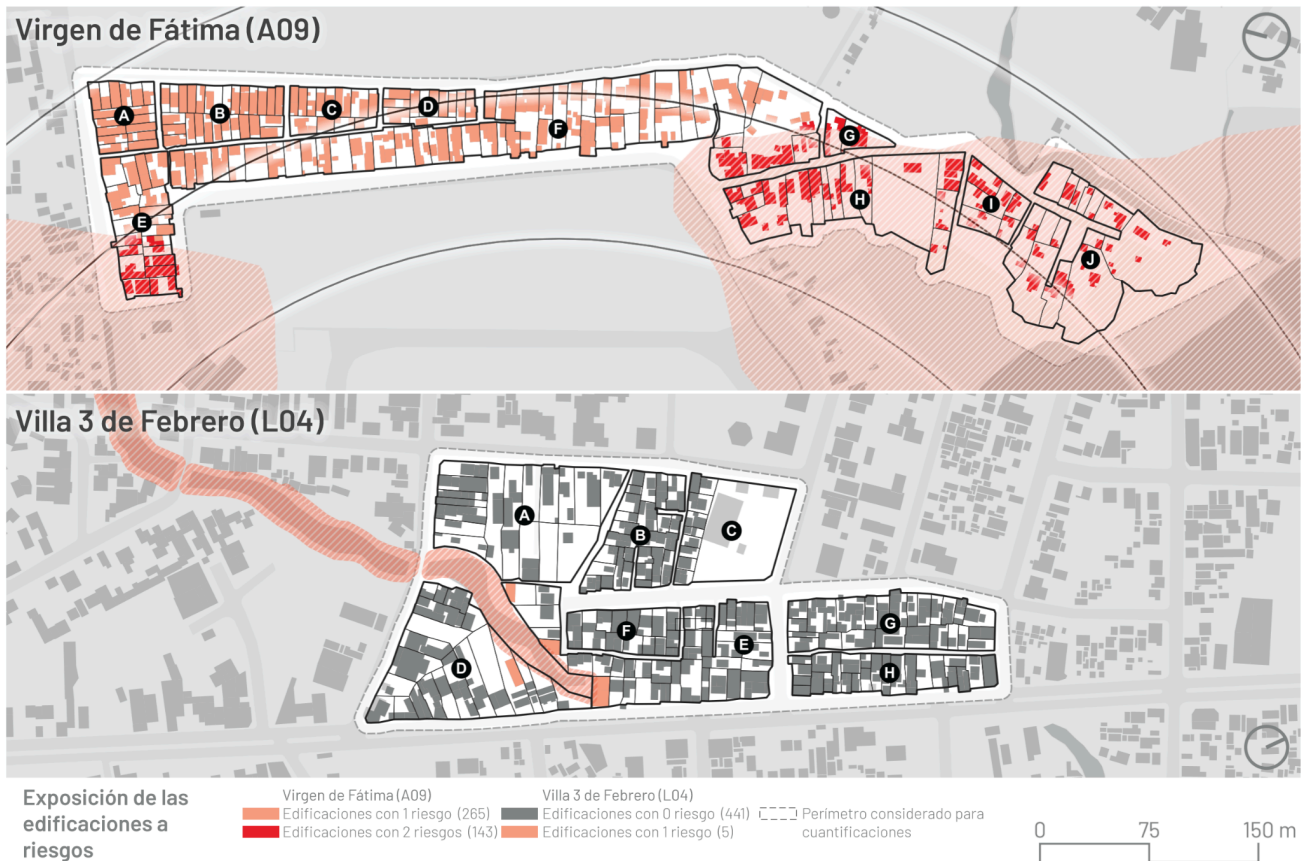 Virgen de Fátima (A09)
A
B
C
D
F
G
E
H
I
J
Villa 3 de Febrero (L04)
A
B
C
F
G
E
D
H
Exposición de las
edificaciones a
riesgos
Virgen de Fátima (A09)
Edificaciones con 1 riesgo (265)
Edificaciones con 2 riesgos (143)
Villa 3 de Febrero (L04)
Edificaciones con 0 riesgo (441)
Edificaciones con 1 riesgo (5)
Perímetro considerado para
cuantificaciones
0 75 150 m